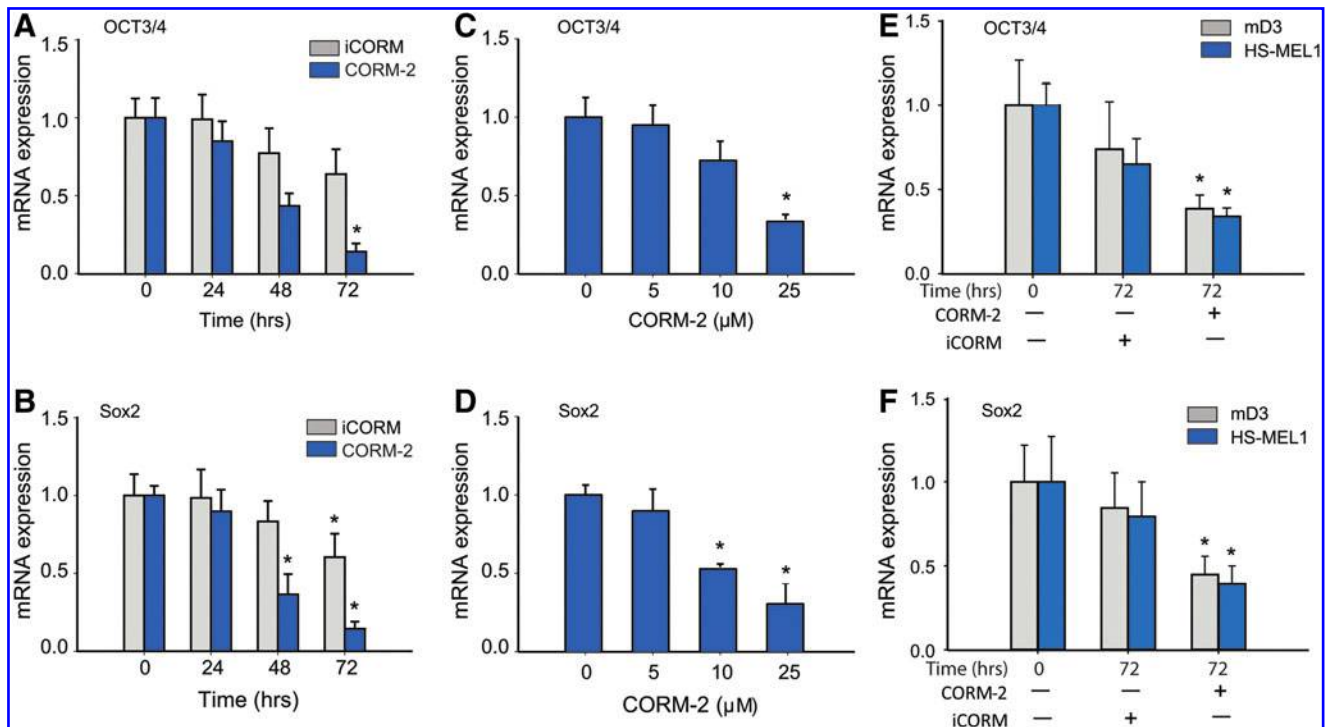 A
OCT3/4
1.5
1.0
0.5
0.0
mRNA expression
iCORM
CORM-2
*
0 24 48 72
Time (hrs)
C
OCT3/4
1.5
1.0
0.5
0.0
mRNA expression
*
0 5 10 25
CORM-2 (µM)
E
OCT3/4
1.5
1.0
0.5
0.0
mRNA expression
mD3
HS-MEL1
* *
Time (hrs) 0 72 72
CORM-2 — — +
iCORM — + —
B
Sox2
1.5
1.0
0.5
0.0
mRNA expression
iCORM
CORM-2
* * *
0 24 48 72
Time (hrs)
D
Sox2
1.5
1.0
0.5
0.0
mRNA expression
* *
0 5 10 25
CORM-2 (µM)
F
Sox2
1.5
1.0
0.5
0.0
mRNA expression
mD3
HS-MEL1
* *
Time (hrs) 0 72 72
CORM-2 — — +
iCORM — + —